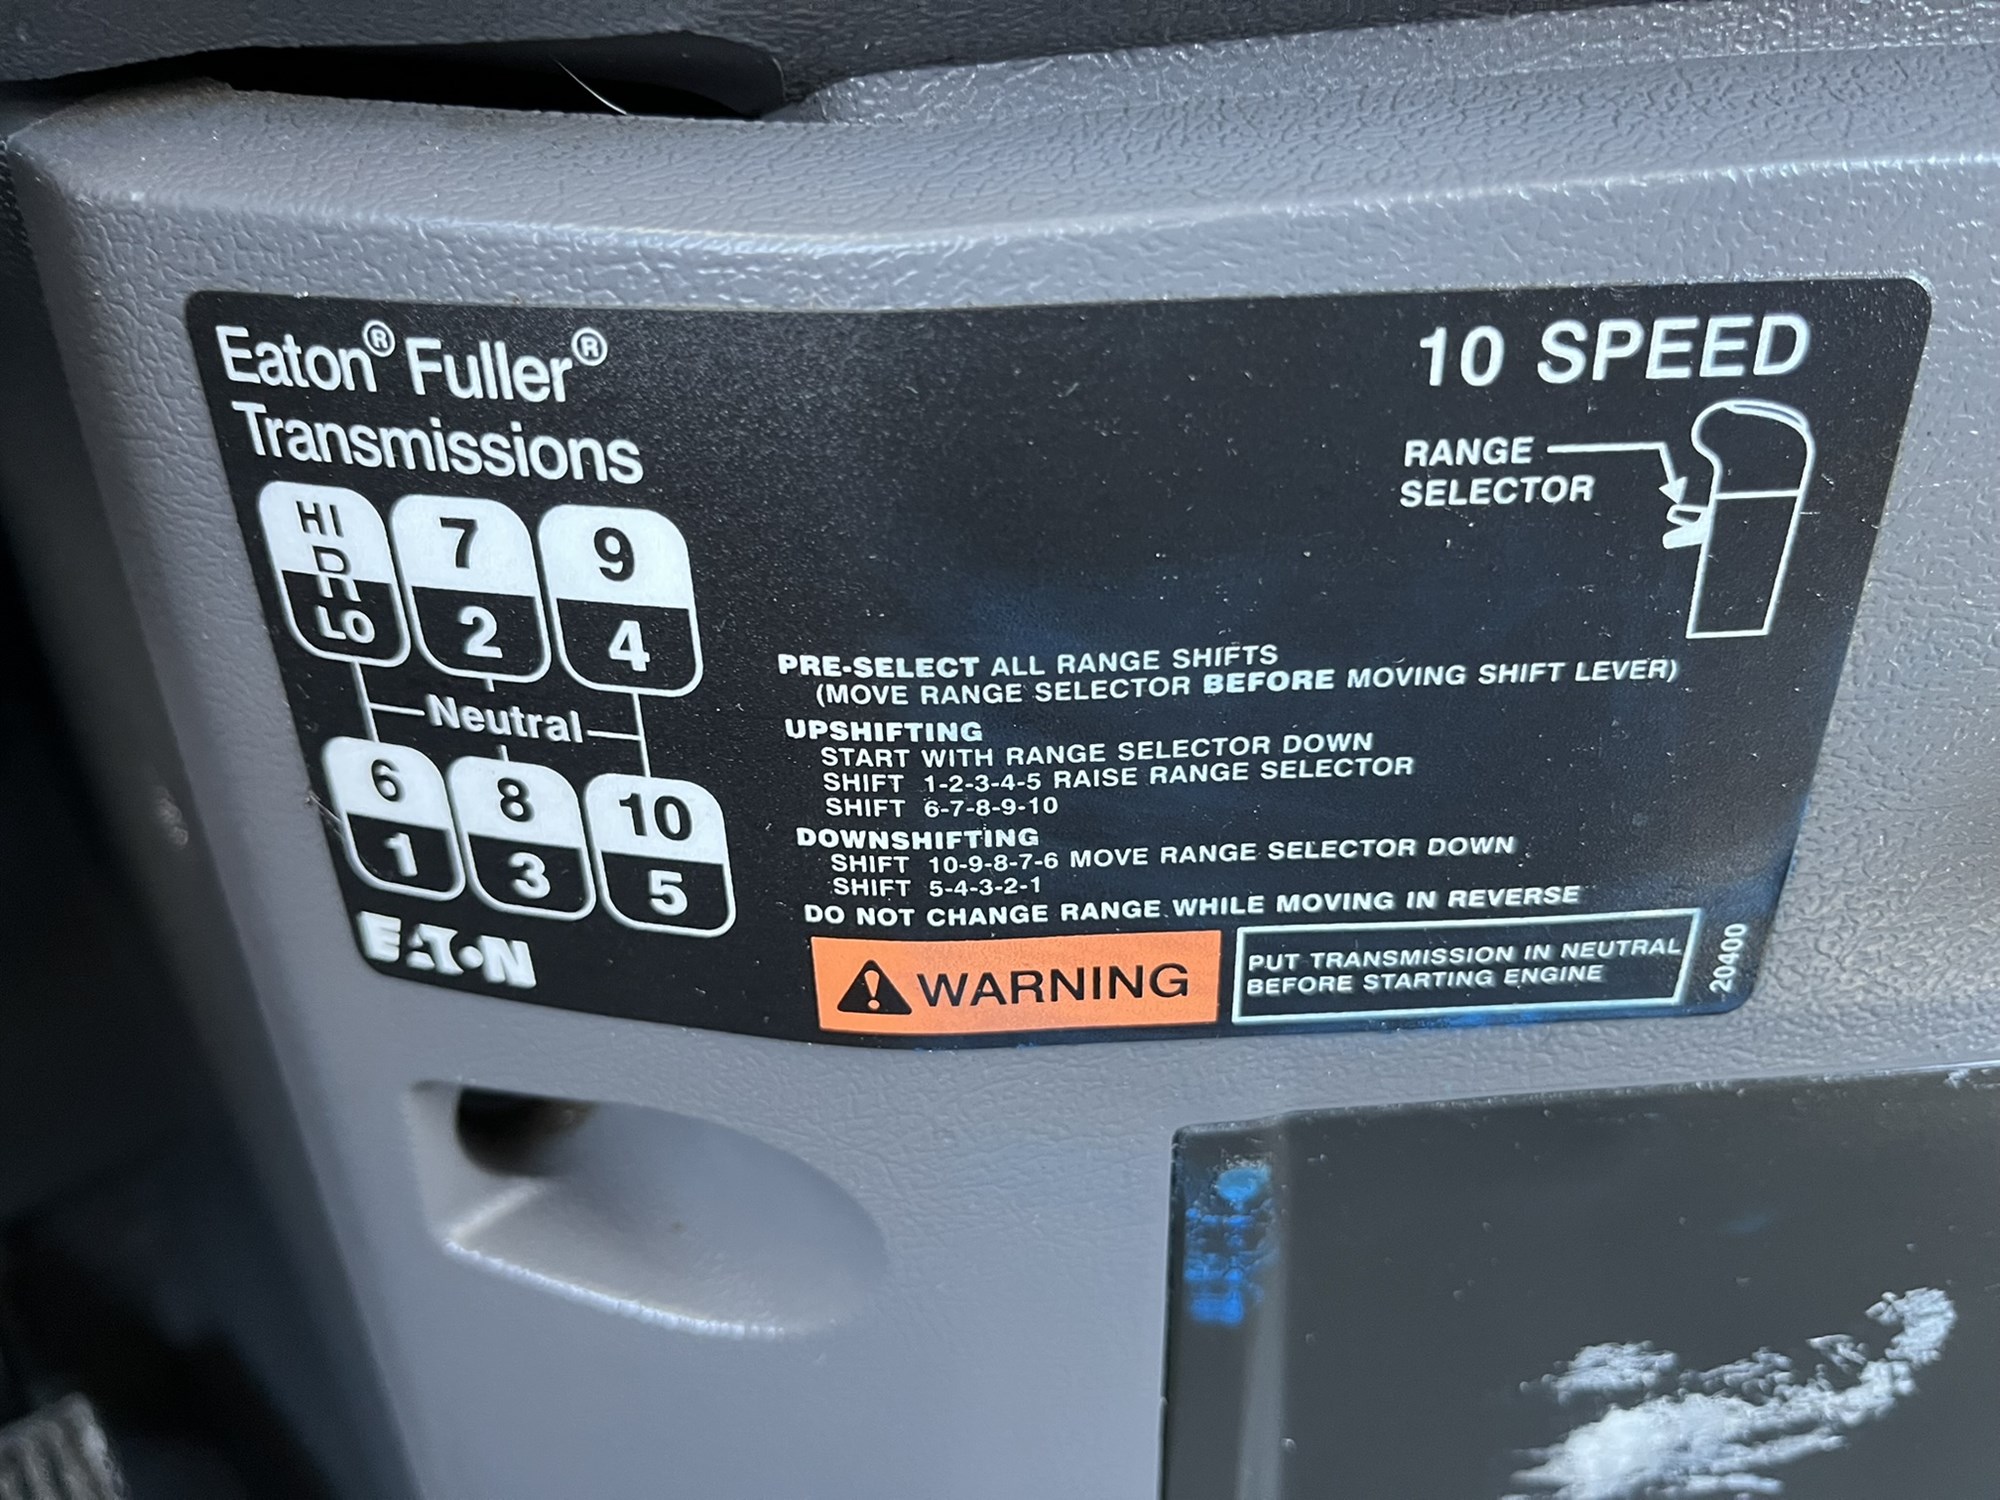 Eaton® Fuller®
Transmissions
10 SPEED
RANGE
SELECTOR
HI
R
LO
7
2
9
4
Neutral
6
1
8
3
10
5
EATON
PRE-SELECT ALL RANGE SHIFTS
(MOVE RANGE SELECTOR BEFORE MOVING SHIFT LEVER)
UPSHIFTING
START WITH RANGE SELECTOR DOWN
SHIFT 1-2-3-4-5 RAISE RANGE SELECTOR
SHIFT 6-7-8-9-10
DOWNSHIFTING
SHIFT 10-9-8-7-6 MOVE RANGE SELECTOR DOWN
SHIFT 5-4-3-2-1
DO NOT CHANGE RANGE WHILE MOVING IN REVERSE
WARNING
PUT TRANSMISSION IN NEUTRAL
BEFORE STARTING ENGINE
20400